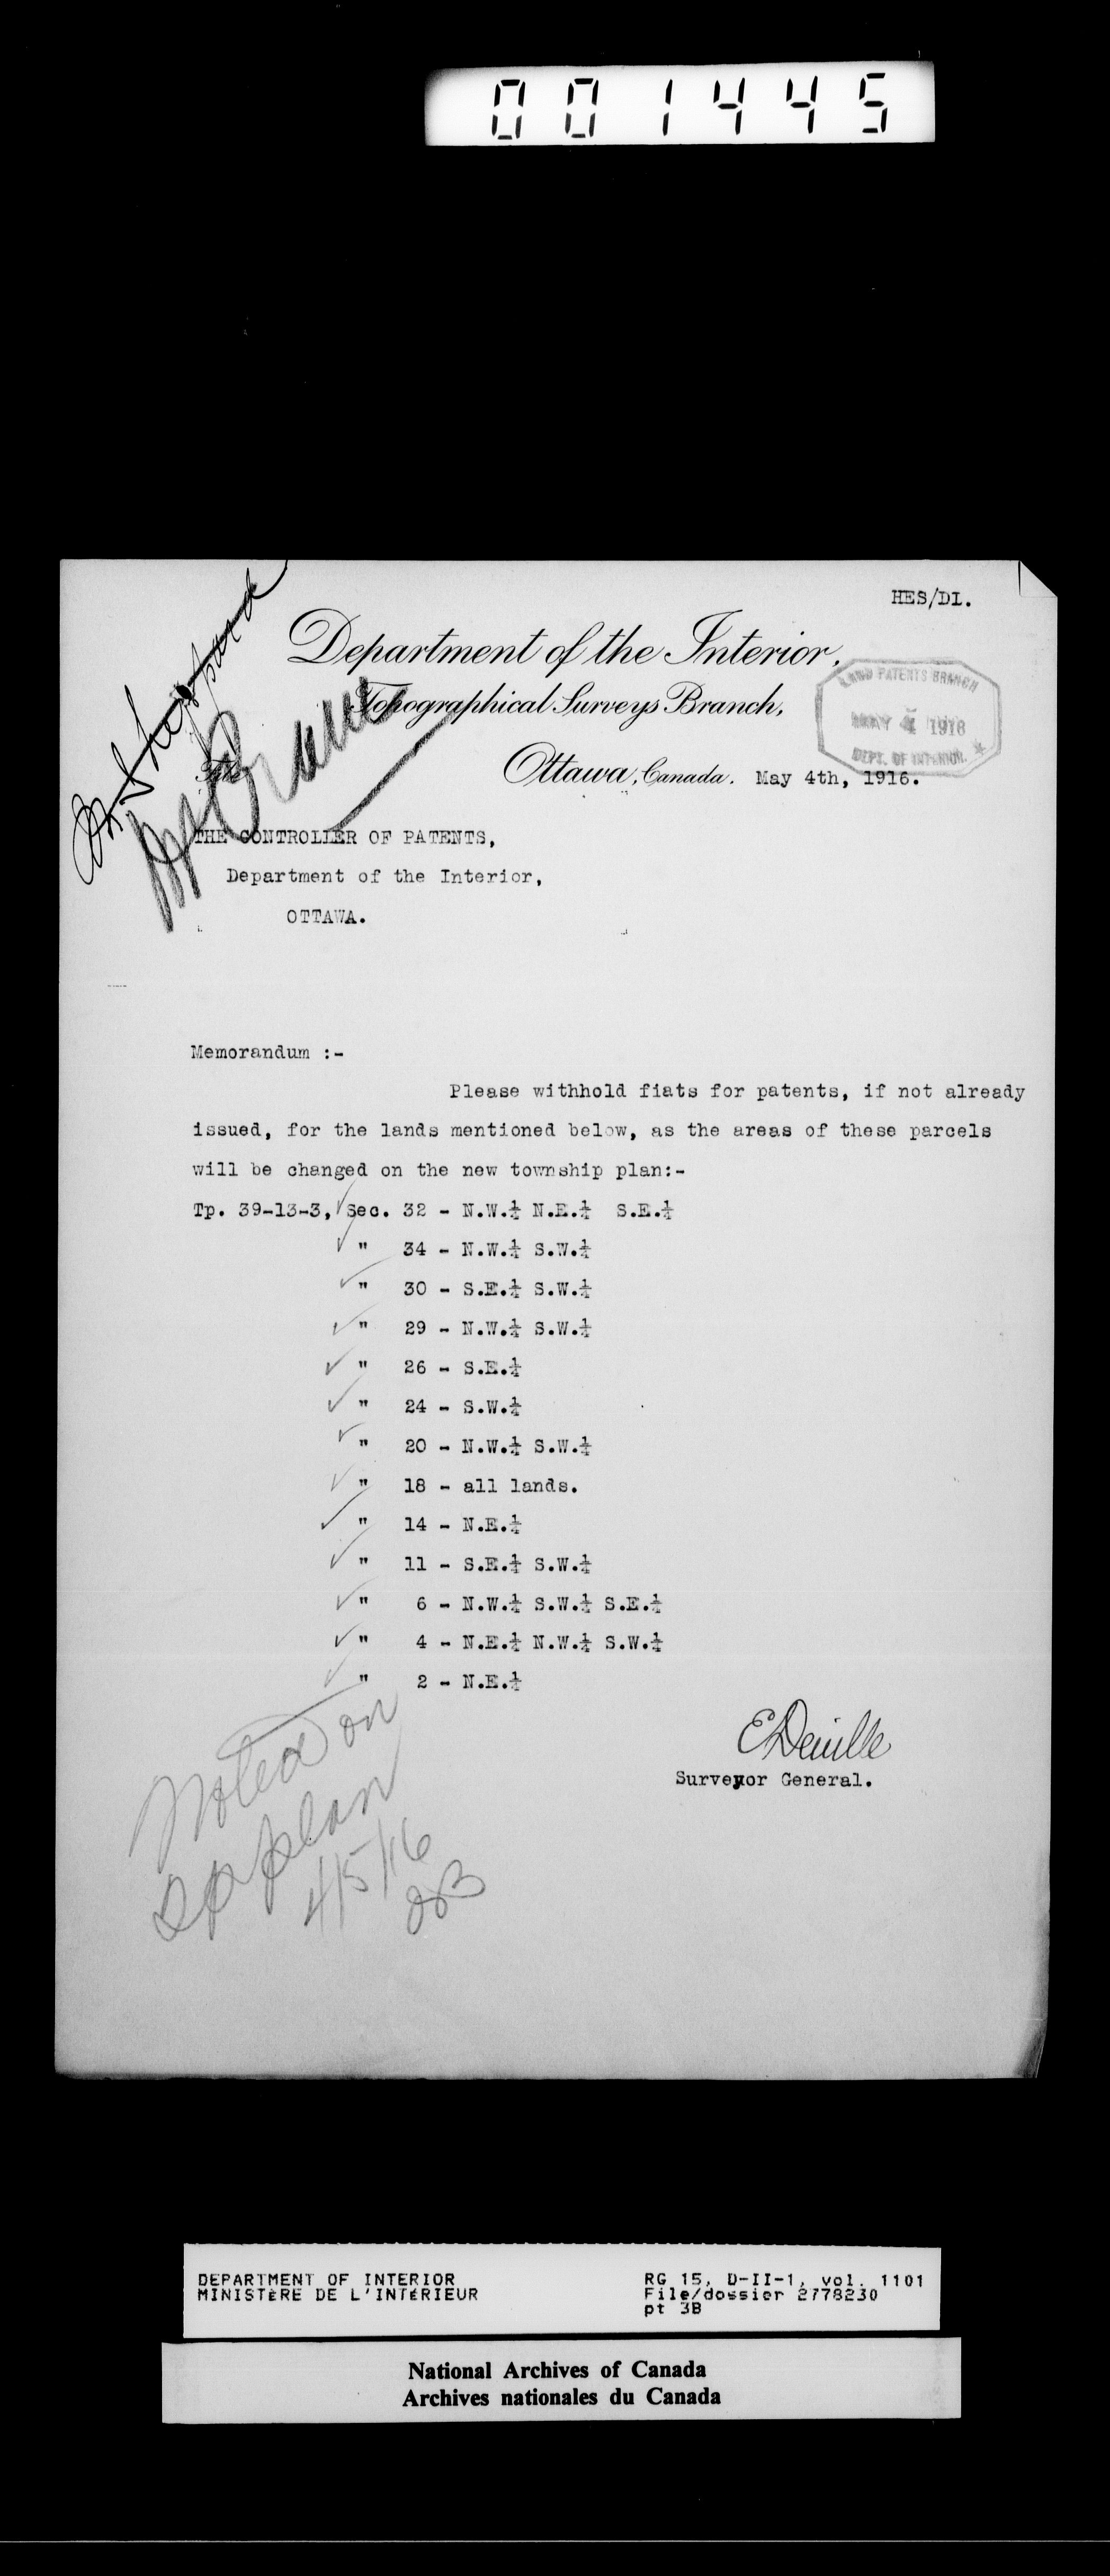 001445
HES/DI.
Department of the Interior,
Topographical Surveys Branch,
LAND PATENTS BRANCH
MAY 4 1916
DEPT. OF INTERIOR.
File
Ottawa, Canada. May 4th, 1916.
Mr Sheppard
THE CONTROLLER OF PATENTS,
Department of the Interior,
OTTAWA.
Memorandum :-
Please withhold fiats for patents, if not already
issued, for the lands mentioned below, as the areas of these parcels
will be changed on the new township plan:-
Tp. 39-13-3, Sec. 32 - N.W.¼ N.E.¼ S.E.¼
" 34 - N.W.¼ S.W.¼
" 30 - S.E.¼ S.W.¼
" 29 - N.W.¼ S.W.¼
" 26 - S.E.¼
" 24 - S.W.¼
" 20 - N.W.¼ S.W.¼
" 18 - all lands.
" 14 - N.E.¼
" 11 - S.E.¼ S.W.¼
" 6 - N.W.¼ S.W.¼ S.E.¼
" 4 - N.E.¼ N.W.¼ S.W.¼
" 2 - N.E.¼
E Deville
Surveyor General.
Noted on
plan
4/5/16
DEPARTMENT OF INTERIOR
MINISTÈRE DE L'INTÉRIEUR
RG 15, D-II-1, vol. 1101
File/dossier 2778230
pt 3B
National Archives of Canada
Archives nationales du Canada